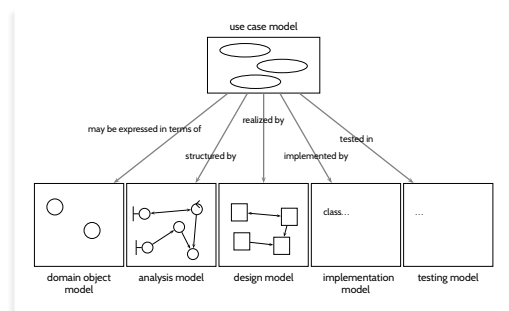 use case model
may be expressed in terms of
realized by
tested in
structured by
implemented by
class...
...
domain object
model
analysis model
design model
implementation
model
testing model